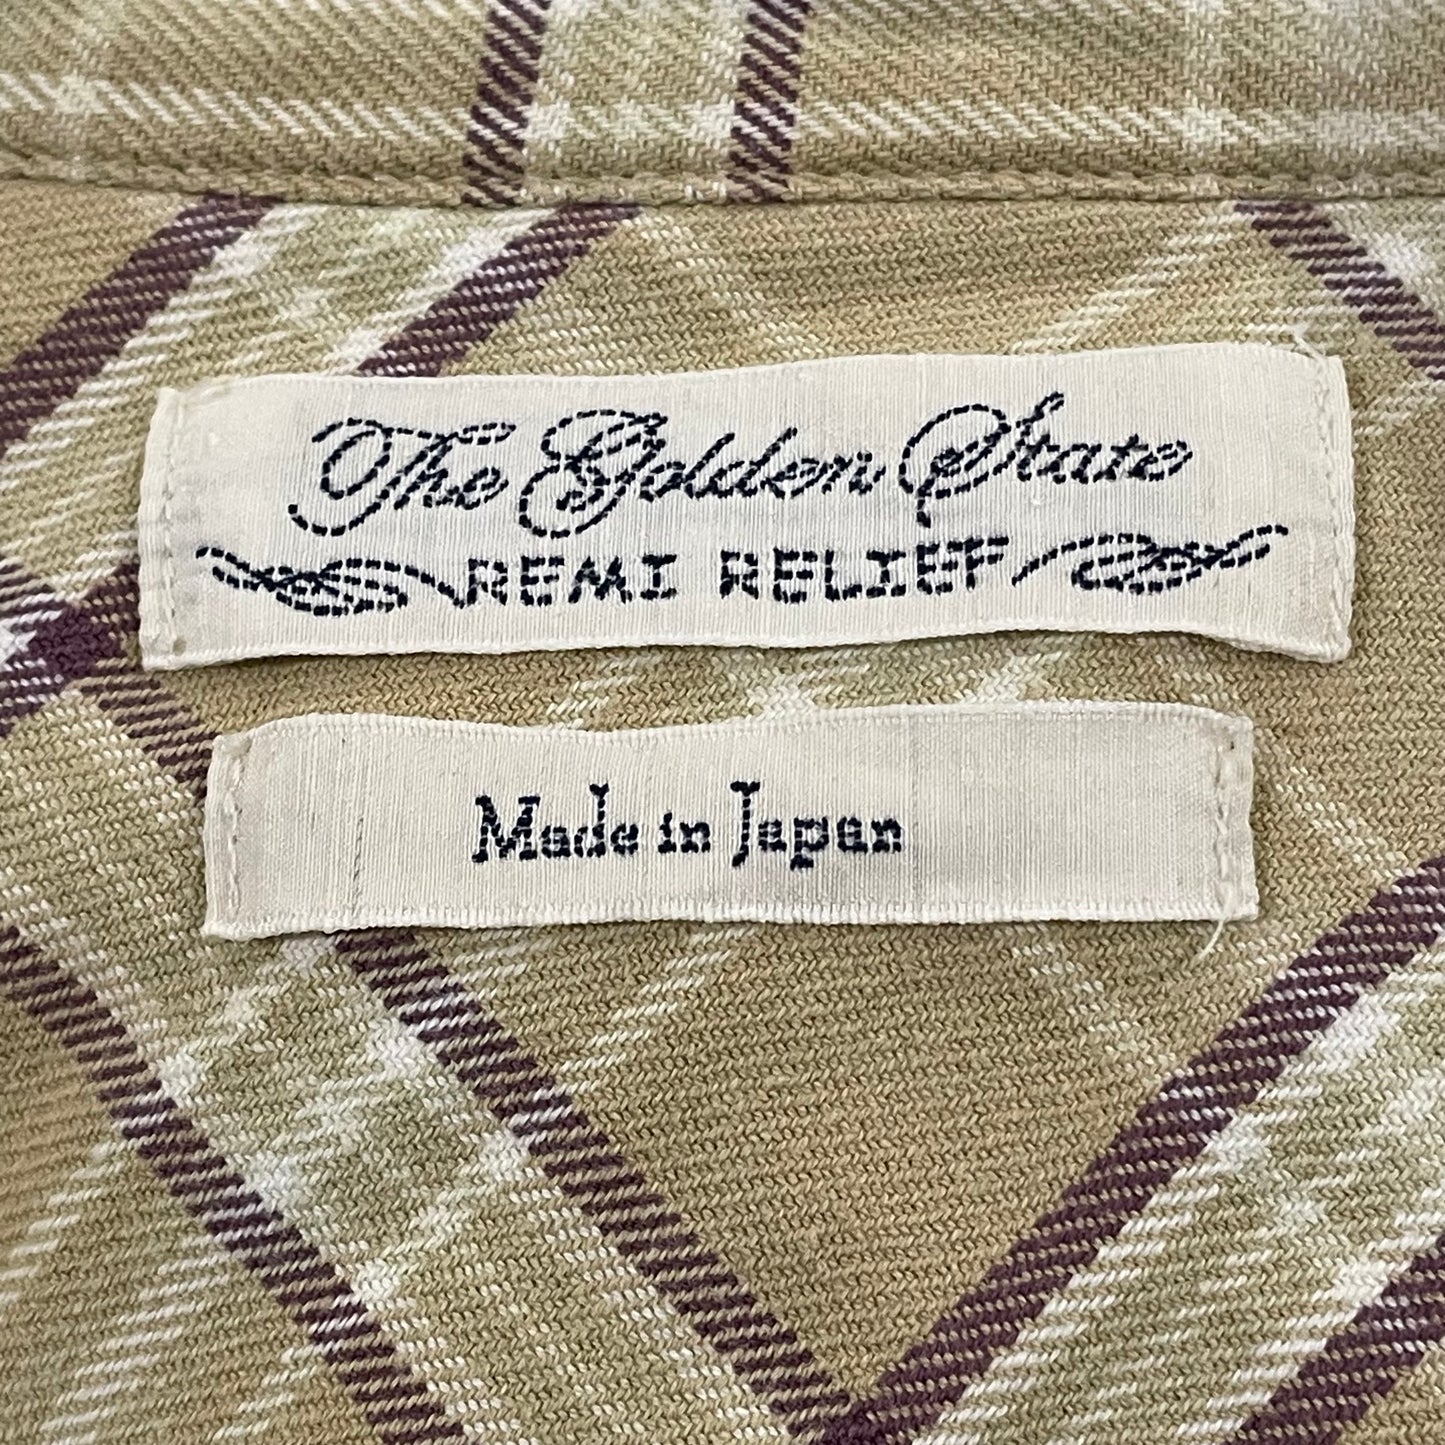 The Golden State
REMI RELIEF
Made in Japan